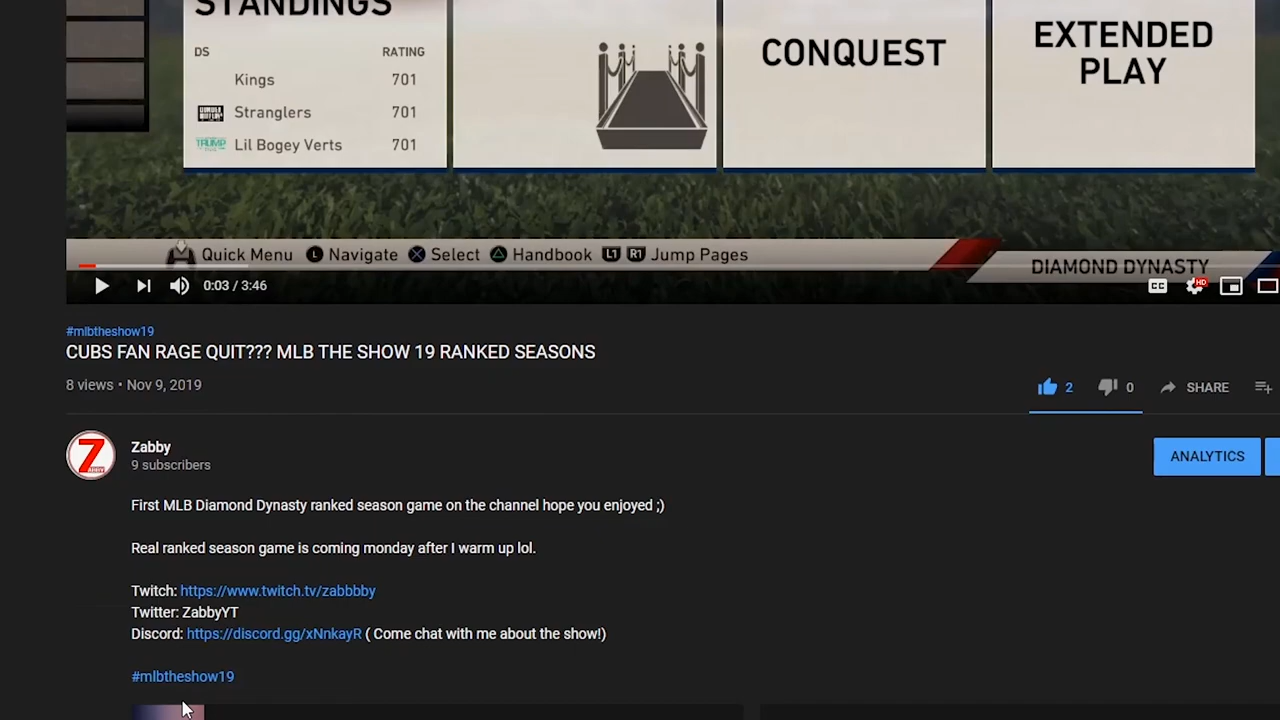 STANDINGS
DS RATING
Kings 701
Stranglers 701
TRUMP Lil Bogey Verts 701
CONQUEST
EXTENDED
PLAY
Quick Menu L Navigate Select Handbook L1 R1 Jump Pages
DIAMOND DYNASTY
0:03 / 3:46
CC HD
#mlbtheshow19
CUBS FAN RAGE QUIT??? MLB THE SHOW 19 RANKED SEASONS
8 views • Nov 9, 2019
2 0 SHARE
Z
Zabby
9 subscribers
ANALYTICS
First MLB Diamond Dynasty ranked season game on the channel hope you enjoyed ;)
Real ranked season game is coming monday after I warm up lol.
Twitch: https://www.twitch.tv/zabbbby
Twitter: ZabbyYT
Discord: https://discord.gg/xNnkayR ( Come chat with me about the show!)
#mlbtheshow19